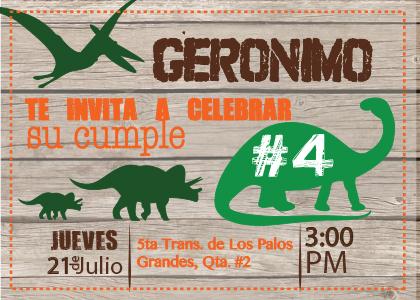 GERONIMO
TE INVITA A CELEBRAR
su cumple
#4
JUEVES
21 de Julio
5ta Trans. de Los Palos
Grandes, Qta. #2
3:00
PM